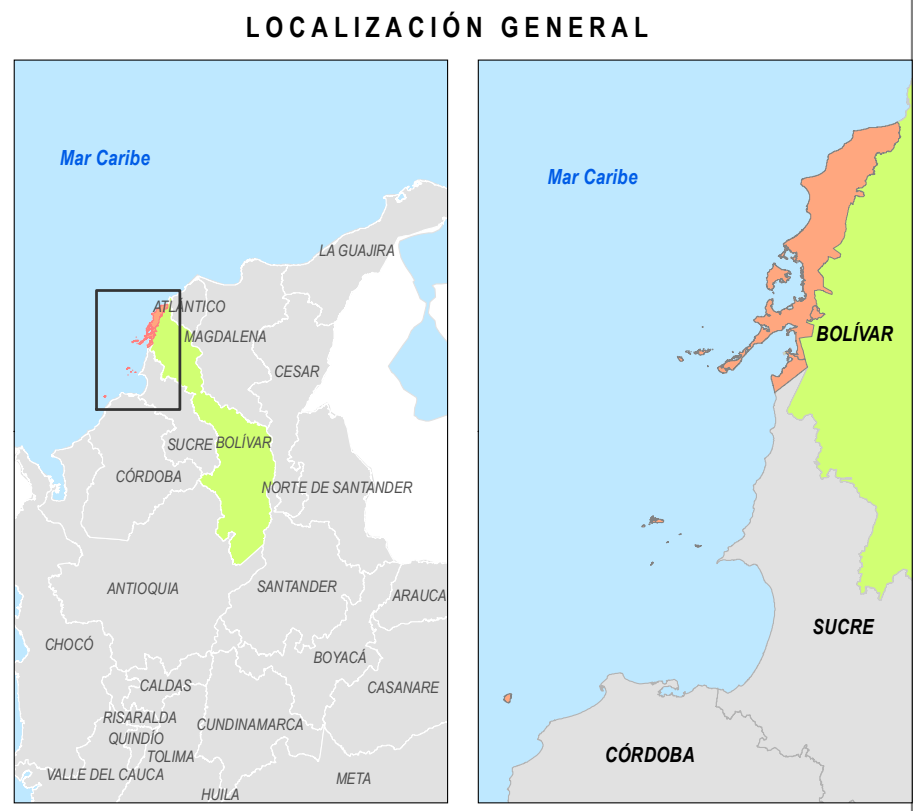 LOCALIZACIÓN GENERAL
Mar Caribe
LA GUAJIRA
ATLÁNTICO
MAGDALENA
CESAR
SUCRE
BOLÍVAR
CÓRDOBA
NORTE DE SANTANDER
ANTIOQUIA
SANTANDER
ARAUCA
CHOCÓ
BOYACÁ
CALDAS
CASANARE
RISARALDA
CUNDINAMARCA
QUINDÍO
TOLIMA
VALLE DEL CAUCA
META
HUILA
Mar Caribe
BOLÍVAR
SUCRE
CÓRDOBA